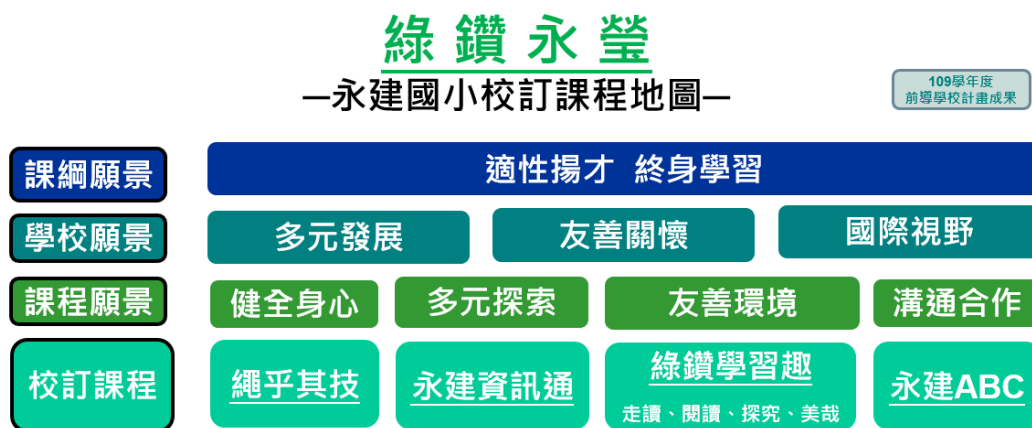 綠鑽永瑩
—永建國小校訂課程地圖—
109學年度
前導學校計畫成果
課綱願景
適性揚才 終身學習
學校願景
多元發展
友善關懷
國際視野
課程願景
健全身心
多元探索
友善環境
溝通合作
校訂課程
繩乎其技
永建資訊通
綠鑽學習趣
走讀、閱讀、探究、美哉
永建ABC